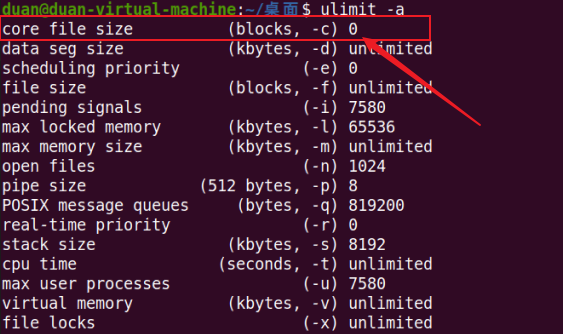 duan@duan-virtual-machine:~/桌面$ ulimit -a
core file size          (blocks, -c) 0
data seg size           (kbytes, -d) unlimited
scheduling priority             (-e) 0
file size               (blocks, -f) unlimited
pending signals                 (-i) 7580
max locked memory       (kbytes, -l) 65536
max memory size         (kbytes, -m) unlimited
open files                      (-n) 1024
pipe size            (512 bytes, -p) 8
POSIX message queues     (bytes, -q) 819200
real-time priority              (-r) 0
stack size              (kbytes, -s) 8192
cpu time               (seconds, -t) unlimited
max user processes              (-u) 7580
virtual memory          (kbytes, -v) unlimited
file locks                      (-x) unlimited